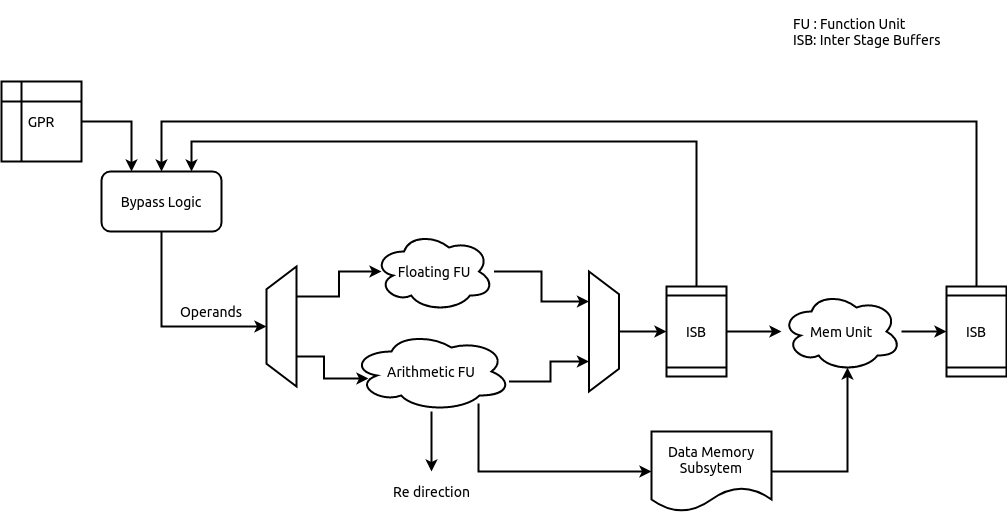 FU : Function Unit
ISB: Inter Stage Buffers
GPR
Bypass Logic
Floating FU
Operands
ISB
Mem Unit
ISB
Arithmetic FU
Data Memory
Subsytem
Re direction